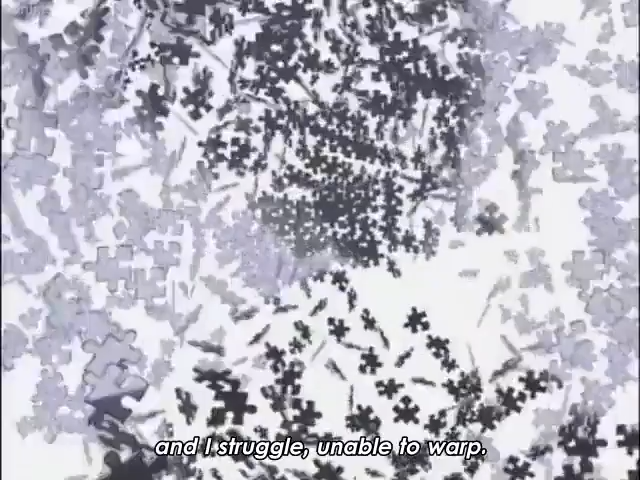 and I struggle, unable to warp.